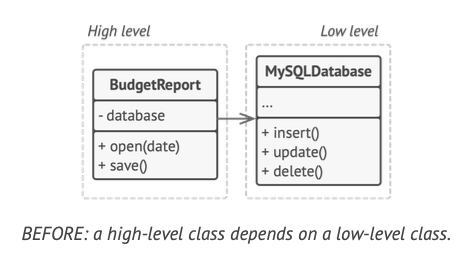 High level
Low level
BudgetReport
- database
+ open(date)
+ save()
MySQLDatabase
...
+ insert()
+ update()
+ delete()
BEFORE: a high-level class depends on a low-level class.